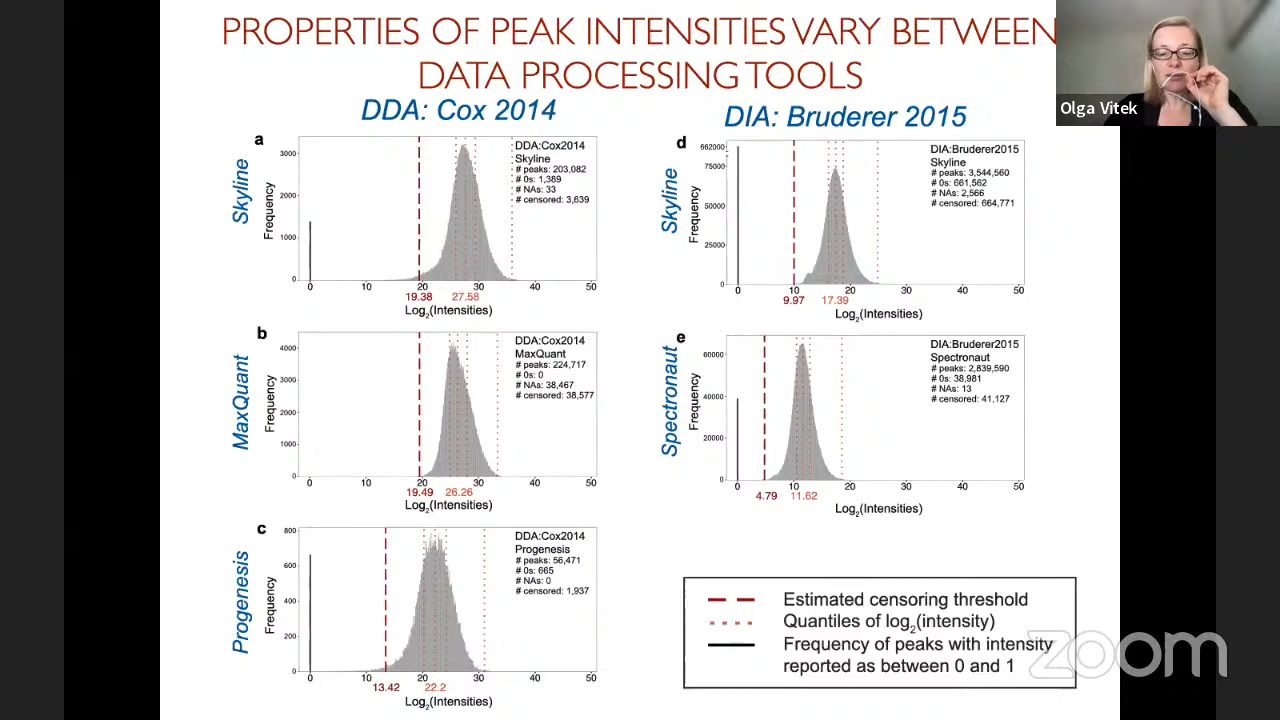 PROPERTIES OF PEAK INTENSITIES VARY BETWEEN
DATA PROCESSING TOOLS
Olga Vitek
DDA: Cox 2014
DIA: Bruderer 2015
a
Skyline
Frequency
3000
2000
1000
0
DDA:Cox2014
Skyline
# peaks: 203,082
# 0s: 1,389
# NAs: 33
# censored: 3,639
0 10 20 30 40 50
19.38 27.58
Log2(Intensities)
b
MaxQuant
Frequency
4000
3000
2000
1000
0
DDA:Cox2014
MaxQuant
# peaks: 224,717
# 0s: 0
# NAs: 38,467
# censored: 38,577
0 10 20 30 40 50
19.49 26.26
Log2(Intensities)
c
Progenesis
Frequency
800
600
400
200
0
DDA:Cox2014
Progenesis
# peaks: 56,471
# 0s: 665
# NAs: 0
# censored: 1,937
0 10 20 30 40 50
13.42 22.2
Log2(Intensities)
d
Skyline
Frequency
662000
75000
50000
25000
0
DIA:Bruderer2015
Skyline
# peaks: 3,544,560
# 0s: 661,562
# NAs: 2,566
# censored: 664,771
0 10 20 30 40 50
9.97 17.39
Log2(Intensities)
e
Spectronaut
Frequency
60000
40000
20000
0
DIA:Bruderer2015
Spectronaut
# peaks: 2,839,590
# 0s: 38,981
# NAs: 13
# censored: 41,127
0 10 20 30 40 50
4.79 11.62
Log2(Intensities)
Estimated censoring threshold
Quantiles of log2(intensity)
Frequency of peaks with intensity
reported as between 0 and 1
zoom